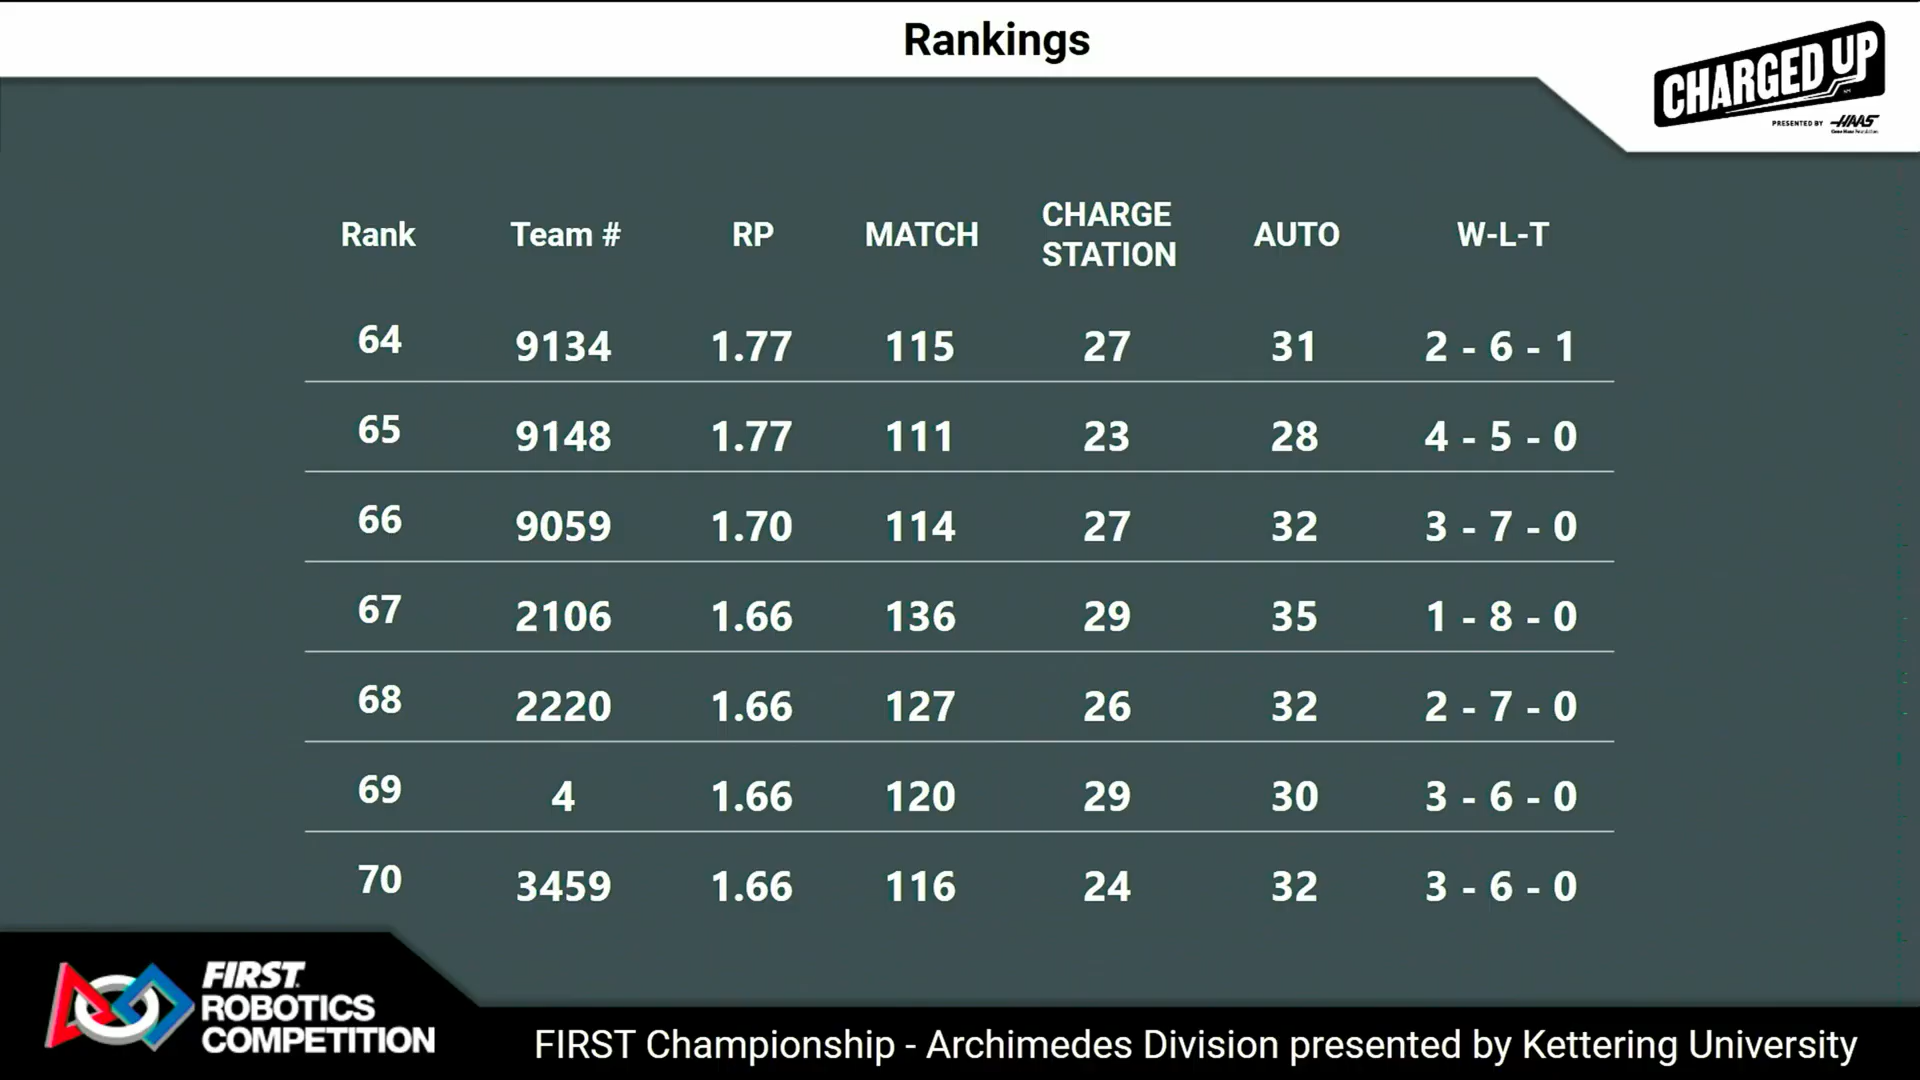 Rankings
CHARGED UP
PRESENTED BY HAAS
Rank Team # RP MATCH CHARGE STATION AUTO W-L-T
64 9134 1.77 115 27 31 2 - 6 - 1
65 9148 1.77 111 23 28 4 - 5 - 0
66 9059 1.70 114 27 32 3 - 7 - 0
67 2106 1.66 136 29 35 1 - 8 - 0
68 2220 1.66 127 26 32 2 - 7 - 0
69 4 1.66 120 29 30 3 - 6 - 0
70 3459 1.66 116 24 32 3 - 6 - 0
FIRST
ROBOTICS
COMPETITION
FIRST Championship - Archimedes Division presented by Kettering University